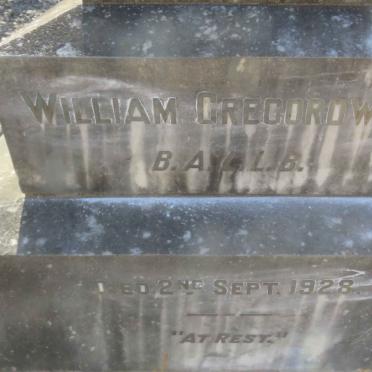 WILLIAM GREGOROW
B.A. L.L.B.
DIED 2ND SEPT. 1928.
"AT REST."